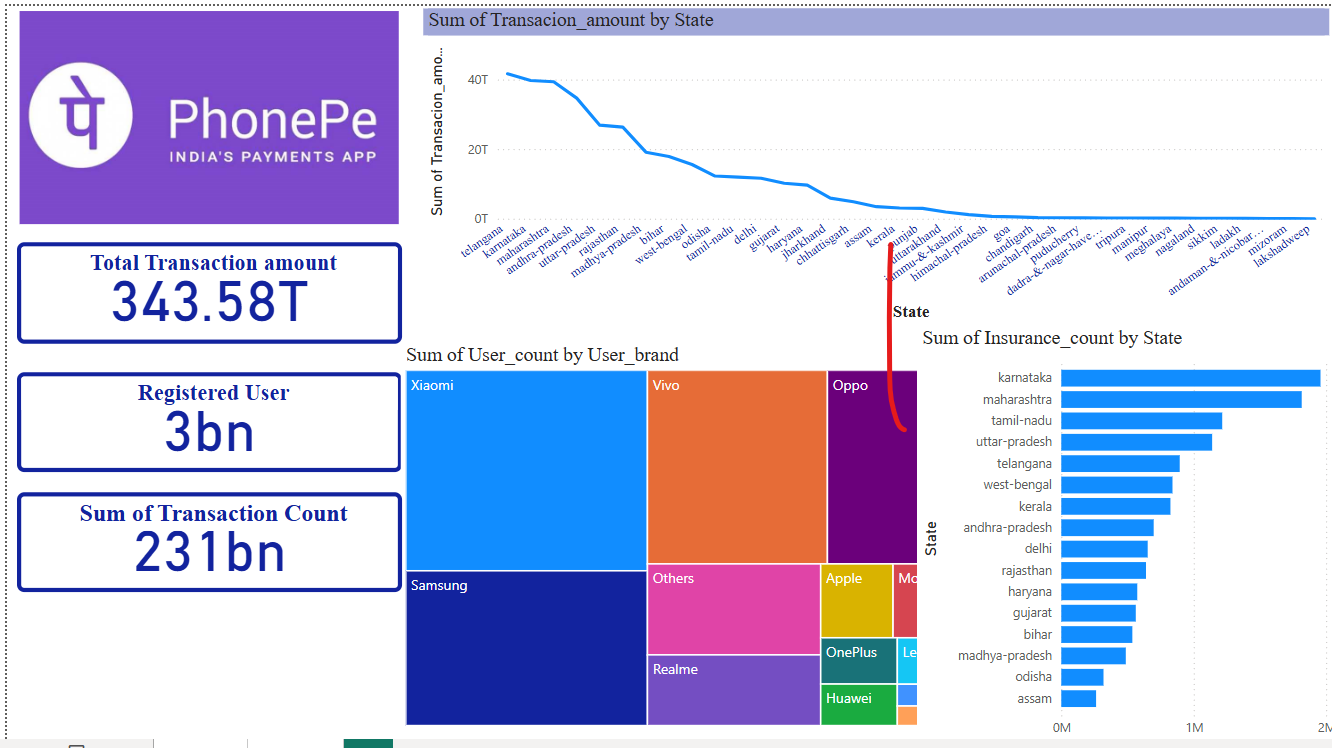 पे
PhonePe
INDIA'S PAYMENTS APP
Total Transaction amount
343.58T
Registered User
3bn
Sum of Transaction Count
231bn
Sum of Transacion_amount by State
Sum of Transacion_amo...
40T
20T
0T
telangana
karnataka
maharashtra
andhra-pradesh
uttar-pradesh
rajasthan
madhya-pradesh
bihar
west-bengal
odisha
tamil-nadu
delhi
gujarat
haryana
jharkhand
chhattisgarh
assam
kerala
punjab
uttarakhand
jammu-&-kashmir
himachal-pradesh
goa
chandigarh
arunachal-pradesh
puducherry
dadra-&-nagar-have...
tripura
manipur
meghalaya
nagaland
sikkim
ladakh
andaman-&-nicobar...
mizoram
lakshadweep
State
Sum of User_count by User_brand
Xiaomi
Vivo
Oppo
Samsung
Others
Realme
Apple
Mo
OnePlus
Le
Huawei
Sum of Insurance_count by State
State
karnataka
maharashtra
tamil-nadu
uttar-pradesh
telangana
west-bengal
kerala
andhra-pradesh
delhi
rajasthan
haryana
gujarat
bihar
madhya-pradesh
odisha
assam
0M
1M